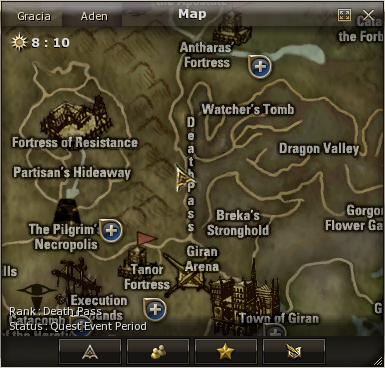 Gracia Aden Map
8 : 10
Antharas'
Fortress
the Forb
Watcher's Tomb
Death Pass
Fortress of Resistance
Dragon Valley
Partisan's Hideaway
Breka's
Stronghold
Gorgo
Flower Ga
The Pilgrim'
Necropolis
Giran
Arena
Tanor
Fortress
lls
Execution
Rank : Death Pass
Status : Quest Event Period
Town of Giran